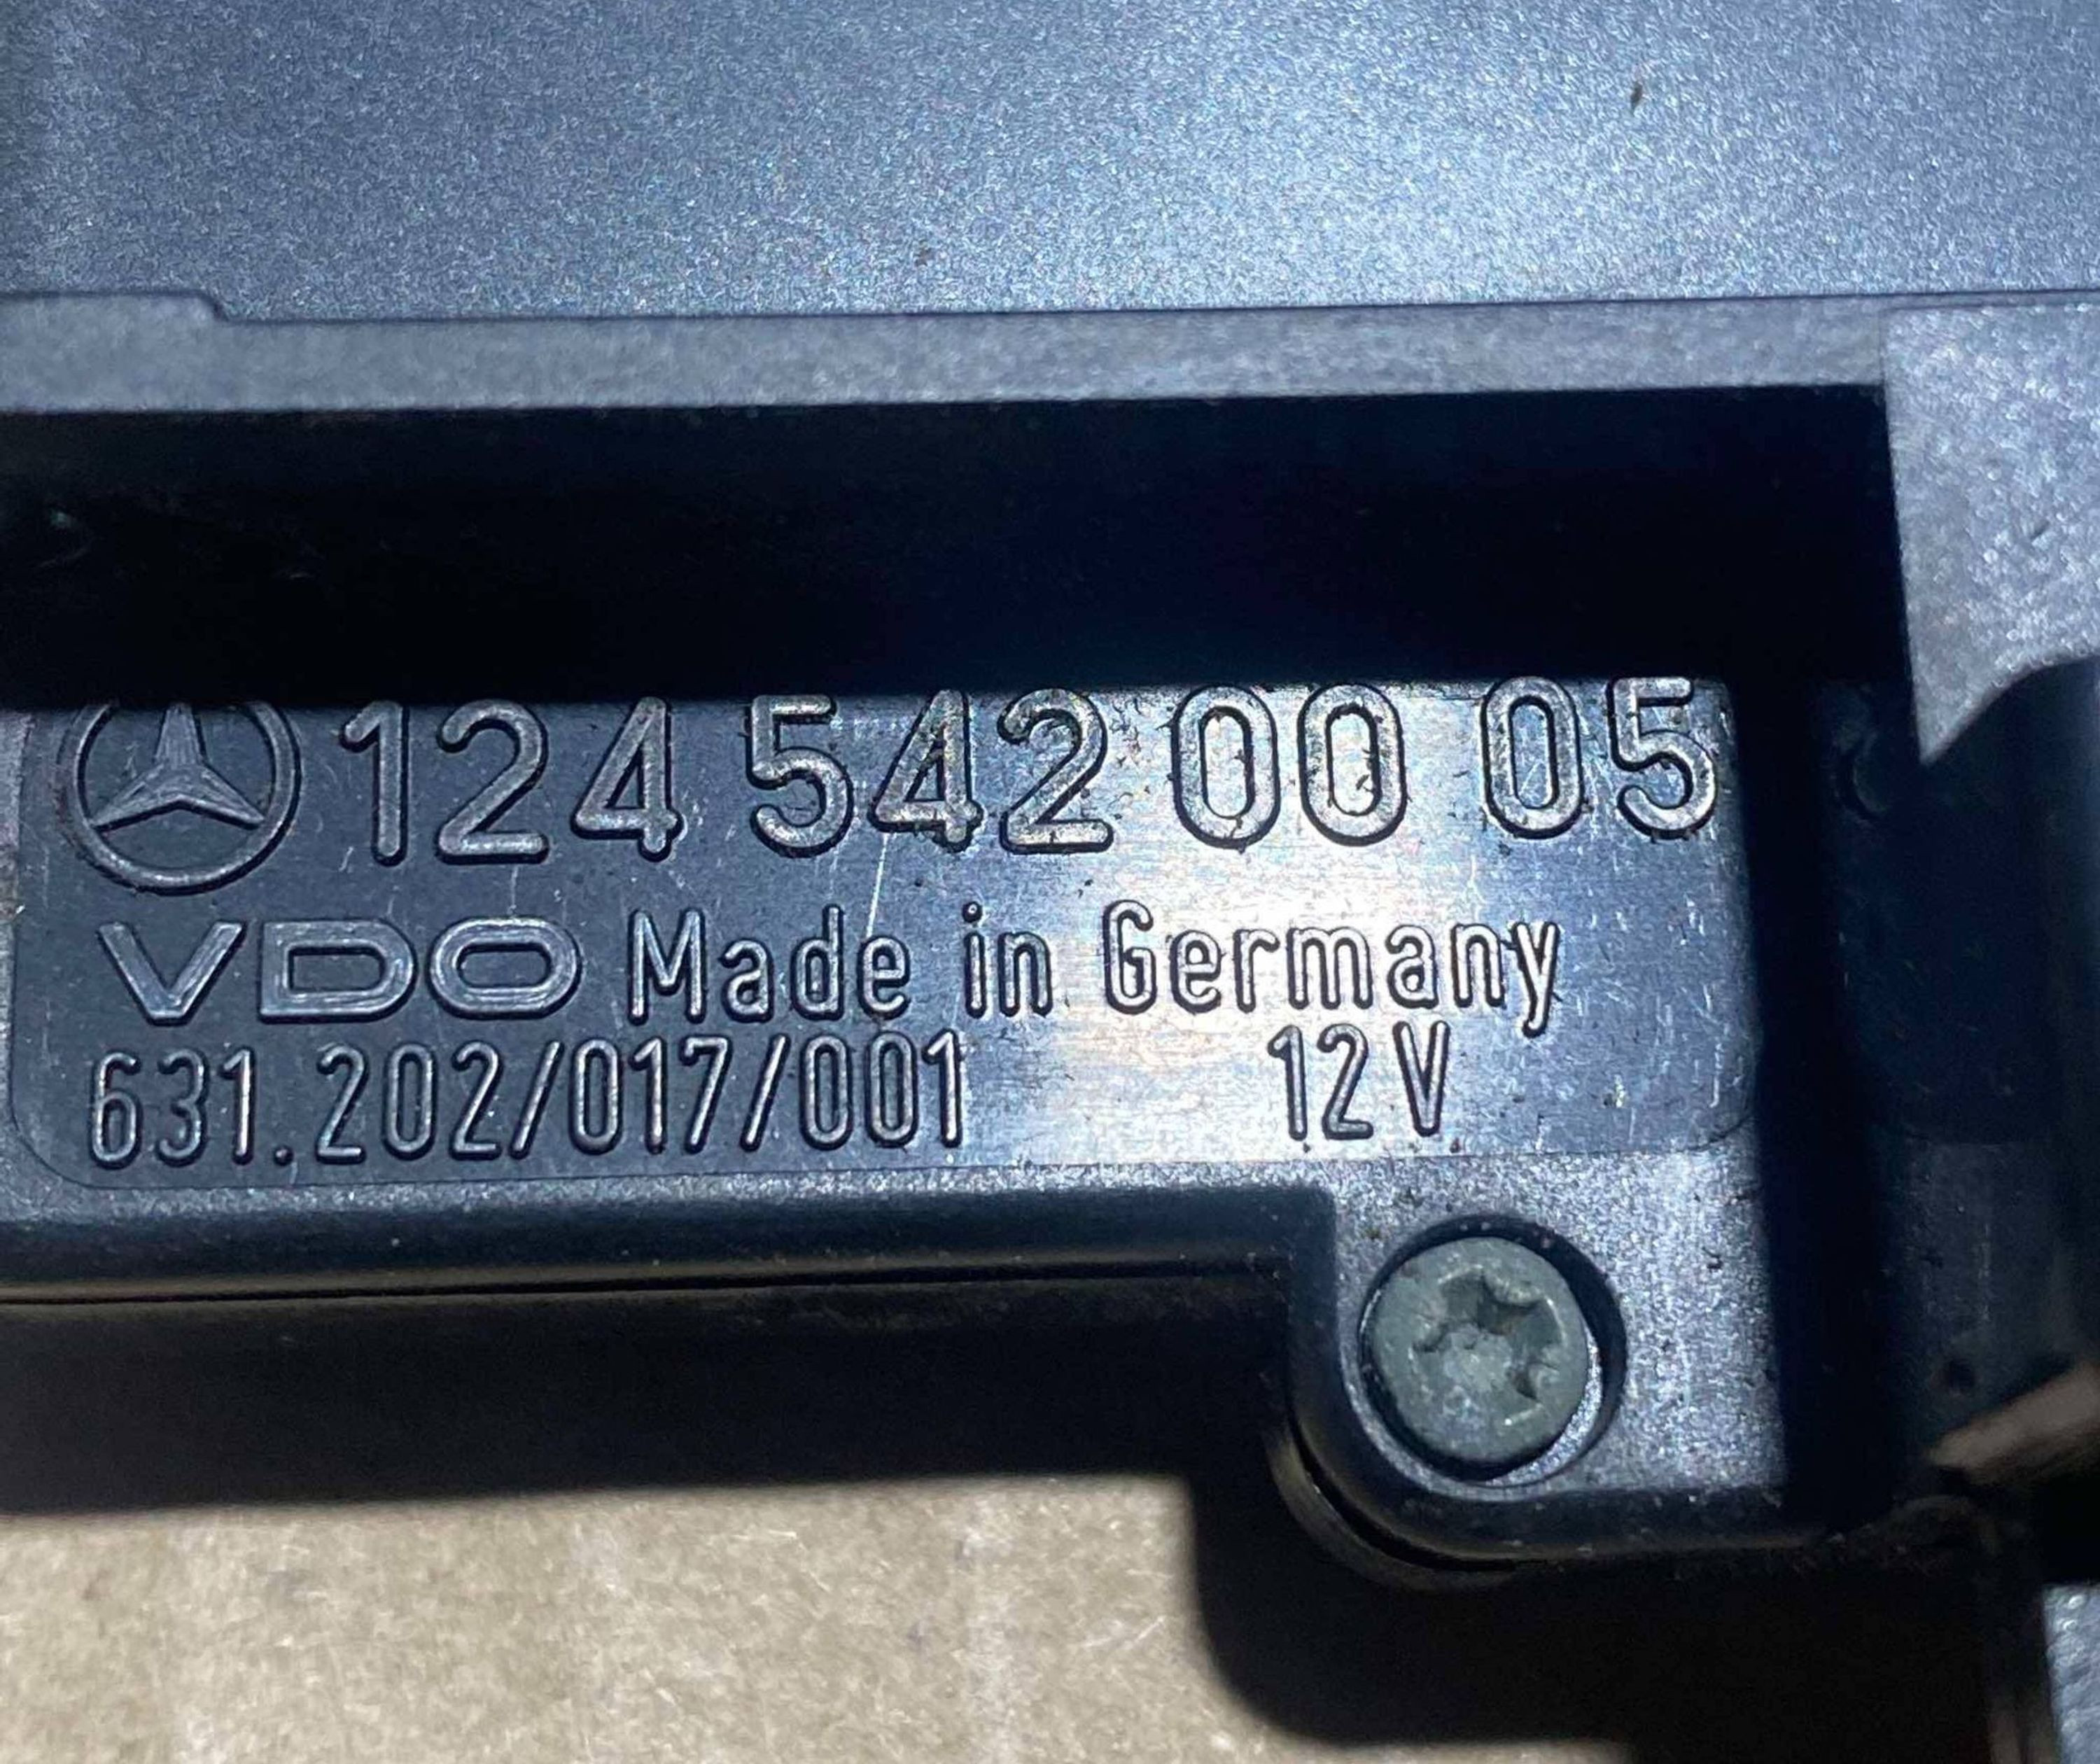 124 542 00 05
VDO Made in Germany
631.202/017/001 12V